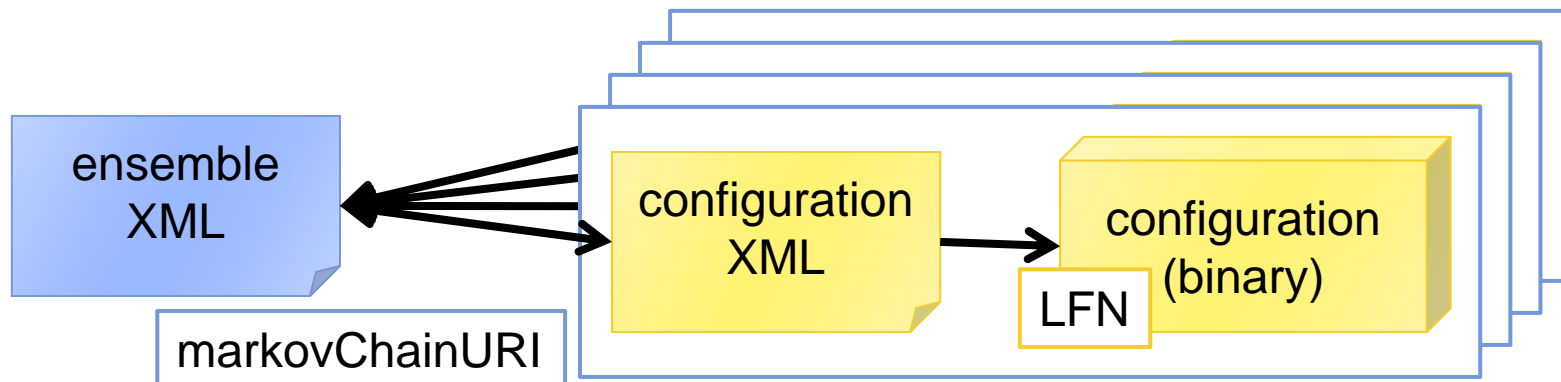 ensemble
XML
configuration
XML
configuration
(binary)
LFN
markovChainURI